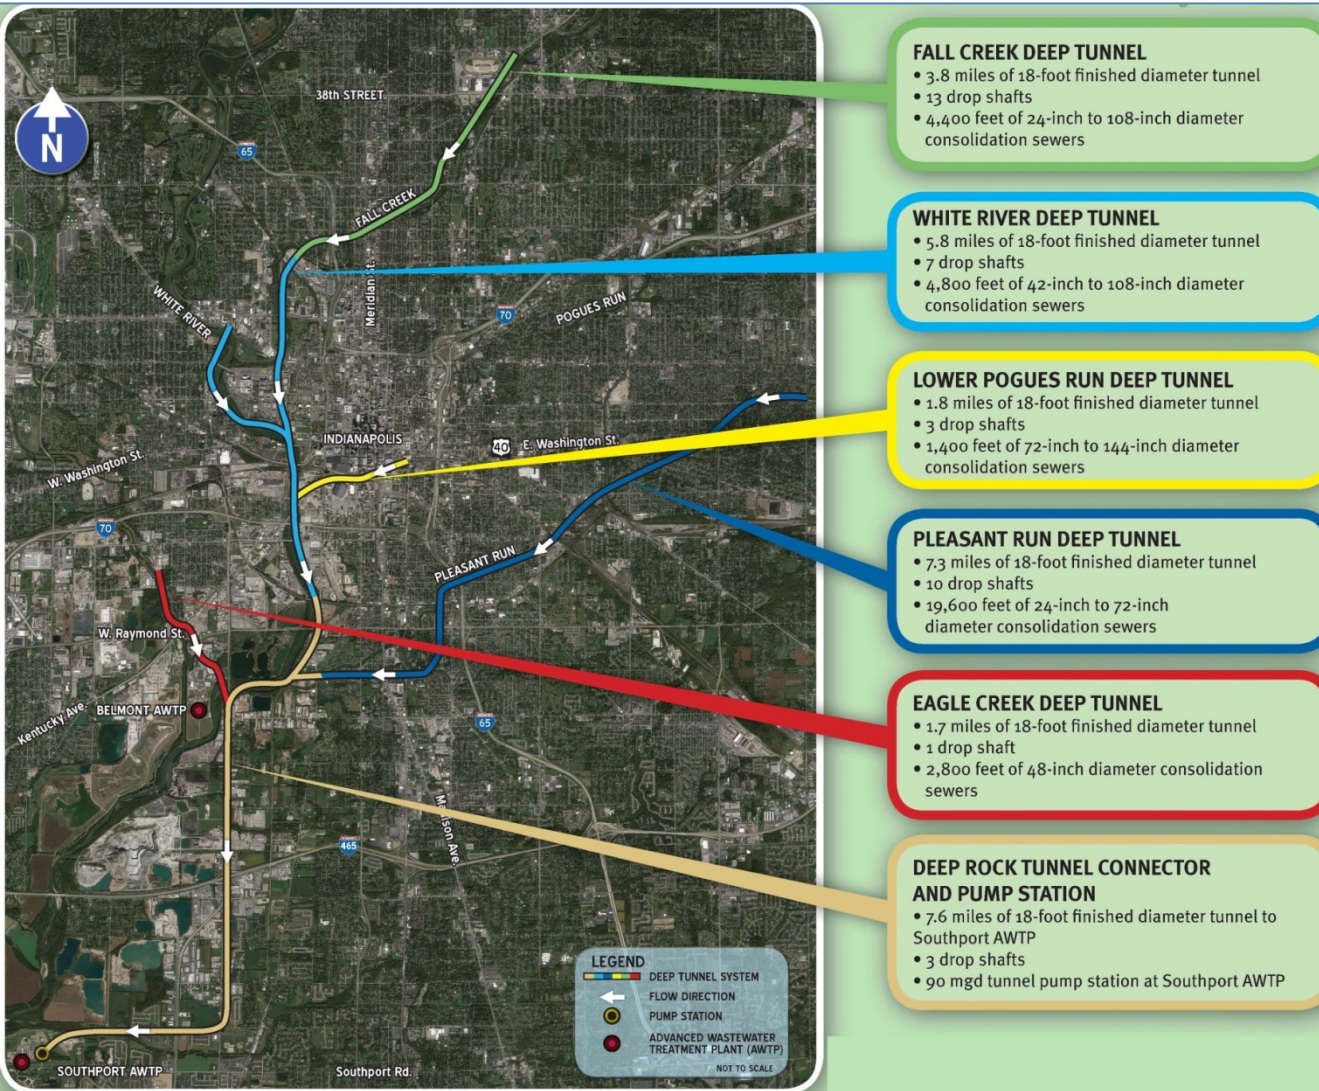 38th STREET
N
65
FALL CREEK
Meridian St.
WHITE RIVER
70
POGUES RUN
INDIANAPOLIS
40
E. Washington St.
W. Washington St.
70
PLEASANT RUN
W. Raymond St.
BELMONT AWTP
Kentucky Ave.
65
Madison Ave.
465
SOUTHPORT AWTP
Southport Rd.
LEGEND
DEEP TUNNEL SYSTEM
FLOW DIRECTION
PUMP STATION
ADVANCED WASTEWATER
TREATMENT PLANT (AWTP)
NOT TO SCALE
FALL CREEK DEEP TUNNEL
• 3.8 miles of 18-foot finished diameter tunnel
• 13 drop shafts
• 4,400 feet of 24-inch to 108-inch diameter
consolidation sewers
WHITE RIVER DEEP TUNNEL
• 5.8 miles of 18-foot finished diameter tunnel
• 7 drop shafts
• 4,800 feet of 42-inch to 108-inch diameter
consolidation sewers
LOWER POGUES RUN DEEP TUNNEL
• 1.8 miles of 18-foot finished diameter tunnel
• 3 drop shafts
• 1,400 feet of 72-inch to 144-inch diameter
consolidation sewers
PLEASANT RUN DEEP TUNNEL
• 7.3 miles of 18-foot finished diameter tunnel
• 10 drop shafts
• 19,600 feet of 24-inch to 72-inch
diameter consolidation sewers
EAGLE CREEK DEEP TUNNEL
• 1.7 miles of 18-foot finished diameter tunnel
• 1 drop shaft
• 2,800 feet of 48-inch diameter consolidation
sewers
DEEP ROCK TUNNEL CONNECTOR
AND PUMP STATION
• 7.6 miles of 18-foot finished diameter tunnel to
Southport AWTP
• 3 drop shafts
• 90 mgd tunnel pump station at Southport AWTP